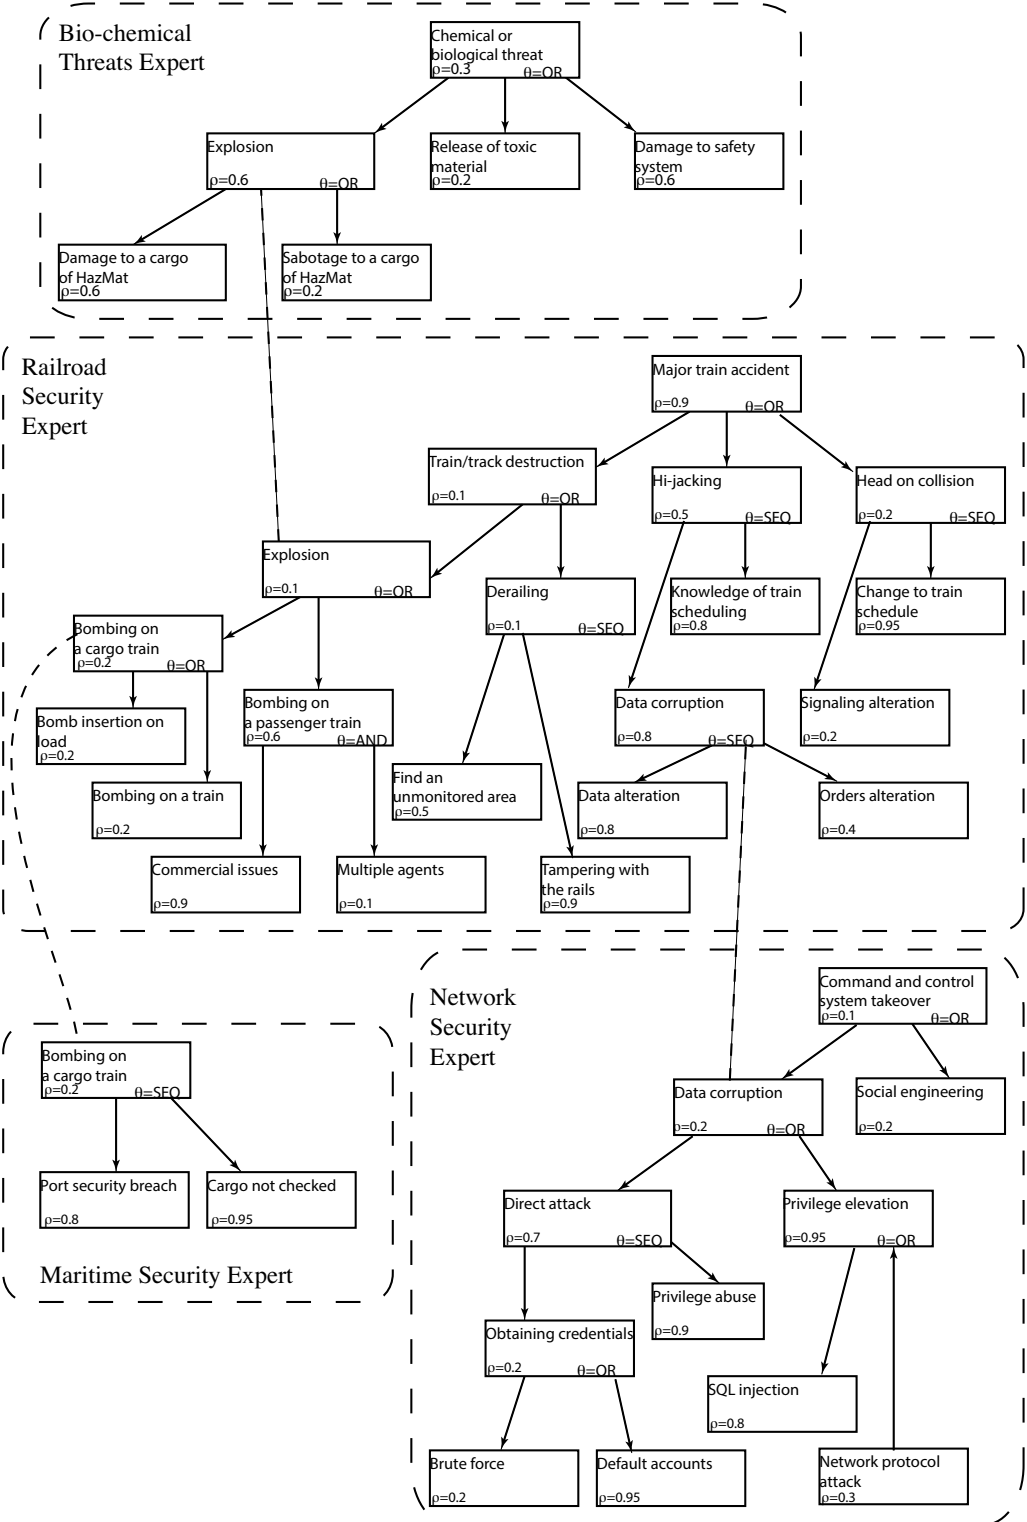 Bio-chemical
Threats Expert
Chemical or
biological threat
ρ=0.3 θ=OR
Explosion
ρ=0.6 θ=OR
Release of toxic
material
ρ=0.2
Damage to safety
system
ρ=0.6
Damage to a cargo
of HazMat
ρ=0.6
Sabotage to a cargo
of HazMat
ρ=0.2
Railroad
Security
Expert
Major train accident
ρ=0.9 θ=OR
Train/track destruction
ρ=0.1 θ=OR
Hi-jacking
ρ=0.5 θ=SEQ
Head on collision
ρ=0.2 θ=SEQ
Explosion
ρ=0.1 θ=OR
Derailing
ρ=0.1 θ=SEQ
Knowledge of train
scheduling
ρ=0.8
Change to train
schedule
ρ=0.95
Bombing on
a cargo train
ρ=0.2 θ=OR
Bomb insertion on
load
ρ=0.2
Bombing on
a passenger train
ρ=0.6 θ=AND
Data corruption
ρ=0.8 θ=SEQ
Signaling alteration
ρ=0.2
Bombing on a train
ρ=0.2
Find an
unmonitored area
ρ=0.5
Data alteration
ρ=0.8
Orders alteration
ρ=0.4
Commercial issues
ρ=0.9
Multiple agents
ρ=0.1
Tampering with
the rails
ρ=0.9
Network
Security
Expert
Command and control
system takeover
ρ=0.1 θ=OR
Bombing on
a cargo train
ρ=0.2 θ=SEQ
Data corruption
ρ=0.2 θ=OR
Social engineering
ρ=0.2
Port security breach
ρ=0.8
Cargo not checked
ρ=0.95
Maritime Security Expert
Direct attack
ρ=0.7 θ=SEQ
Privilege elevation
ρ=0.95 θ=OR
Privilege abuse
ρ=0.9
Obtaining credentials
ρ=0.2 θ=OR
SQL injection
ρ=0.8
Brute force
ρ=0.2
Default accounts
ρ=0.95
Network protocol
attack
ρ=0.3